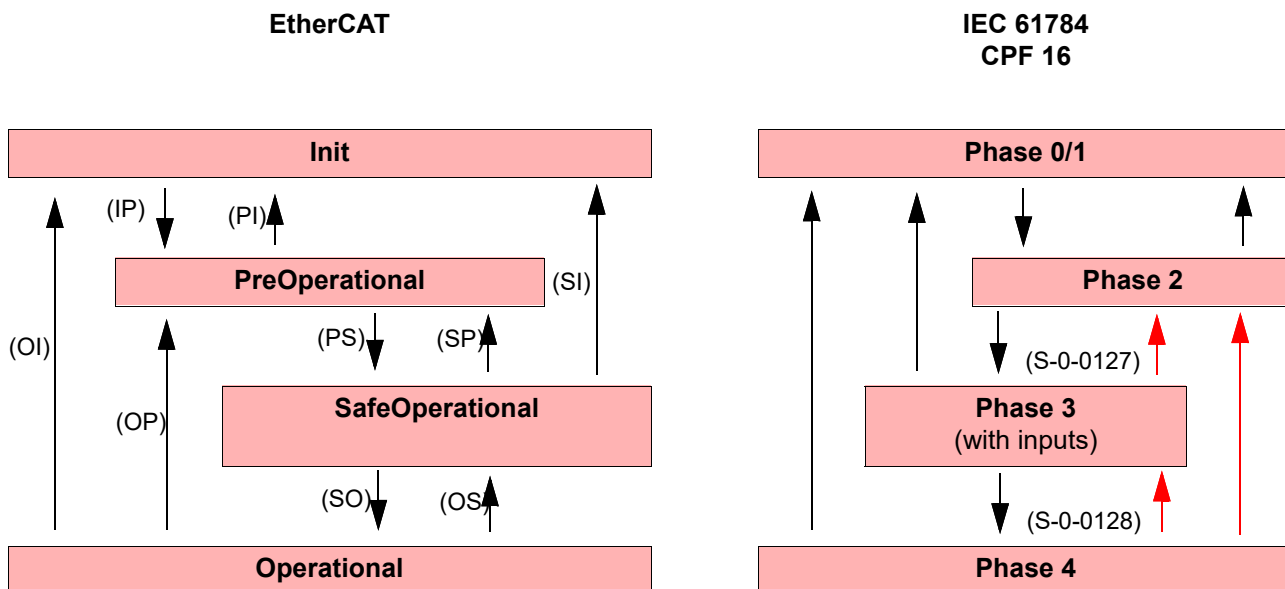 EtherCAT
IEC 61784
CPF 16
Init
Phase 0/1
(IP)
(PI)
PreOperational
(SI)
Phase 2
(OI)
(PS)
(SP)
(S-0-0127)
SafeOperational
(OP)
Phase 3
(with inputs)
(SO)
(OS)
(S-0-0128)
Operational
Phase 4